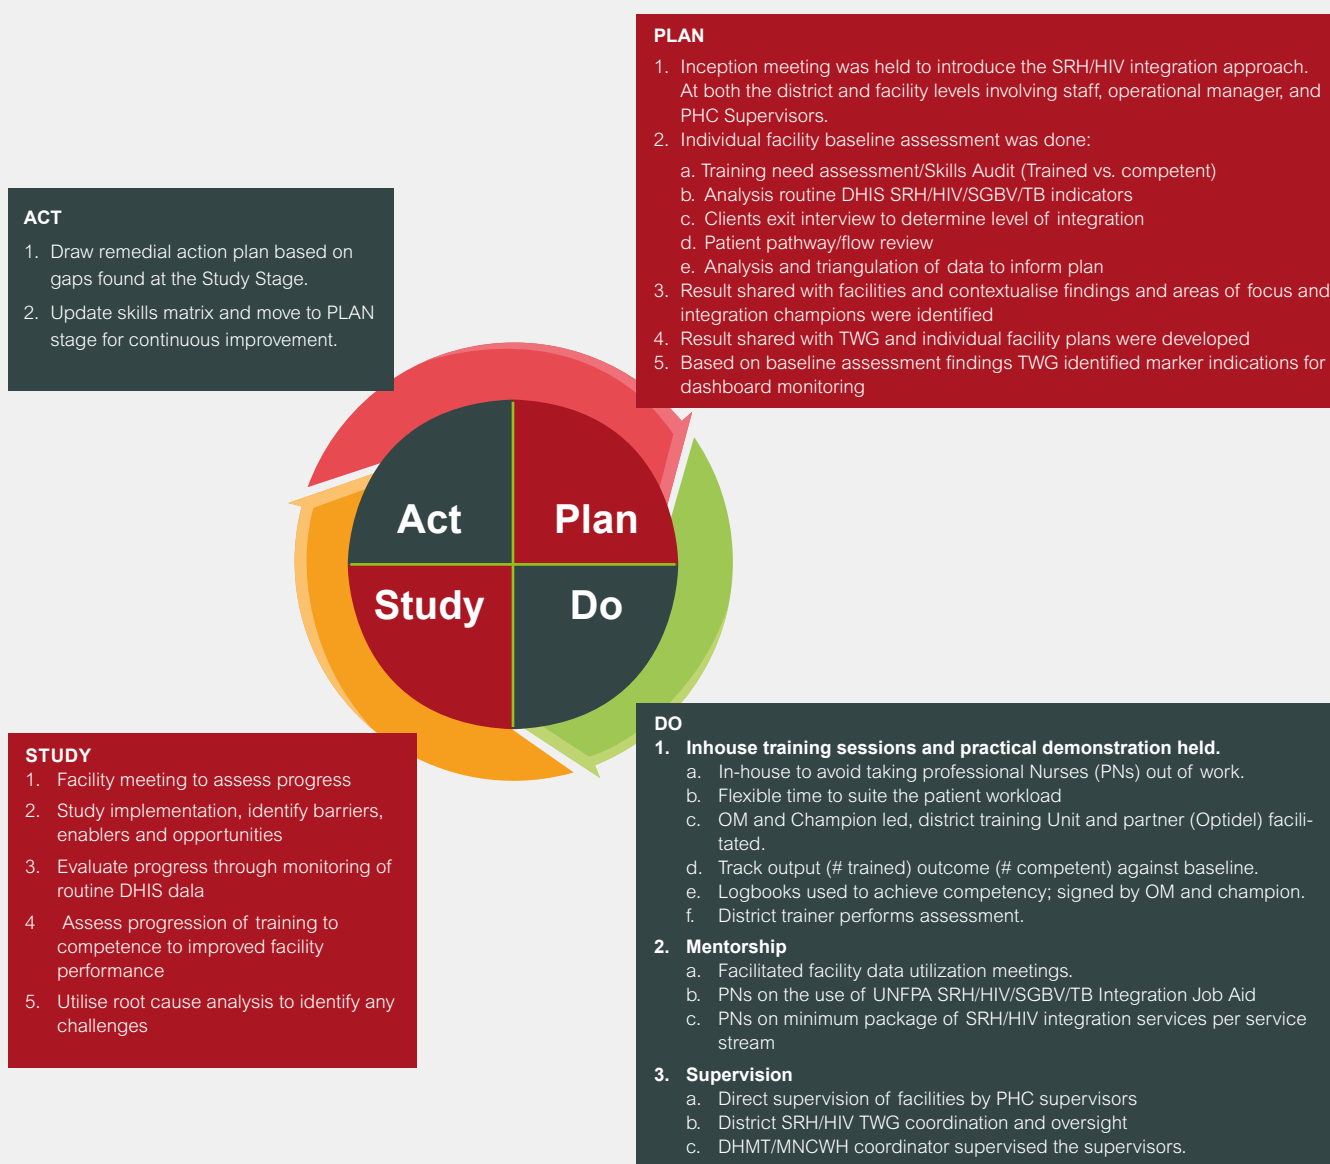 PLAN
1. Inception meeting was held to introduce the SRH/HIV integration approach.
At both the district and facility levels involving staff, operational manager, and
PHC Supervisors.
2. Individual facility baseline assessment was done:
a. Training need assessment/Skills Audit (Trained vs. competent)
b. Analysis routine DHIS SRH/HIV/SGBV/TB indicators
c. Clients exit interview to determine level of integration
d. Patient pathway/flow review
e. Analysis and triangulation of data to inform plan
3. Result shared with facilities and contextualise findings and areas of focus and
integration champions were identified
4. Result shared with TWG and individual facility plans were developed
5. Based on baseline assessment findings TWG identified marker indications for
dashboard monitoring
ACT
1. Draw remedial action plan based on
gaps found at the Study Stage.
2. Update skills matrix and move to PLAN
stage for continuous improvement.
Act
Plan
Study
Do
STUDY
1. Facility meeting to assess progress
2. Study implementation, identify barriers,
enablers and opportunities
3. Evaluate progress through monitoring of
routine DHIS dala
4 Assess progression of training to
competence to improved facility
performance
5. Utilise root cause analysis to identify any
challenges
DO
1. Inhouse training sessions and practical demonstration held.
a. In-house to avoid taking professional Nurses (PNs) out of work.
b. Flexible time to suite the patient workload
c. OM and Champion led, district training Unit and partner (Optidel) facili-
tated.
d. Track output (# trained) outcome (# competent) against baseline.
e. Logbooks used to achieve competency; signed by OM and champion.
f. District trainer performs assessment.
2. Mentorship
a. Facilitated facility data utilization meetings.
b. PNs on the use of UNFPA SRH/HIV/SGBV/TB Integration Job Aid
c. PNs on minimum package of SRH/HIV integration services per service
stream
3. Supervision
a. Direct supervision of facilities by PHC supervisors
b. District SRH/HIV TWG coordination and oversight
c. DHMT/MNCWH coordinator supervised the supervisors.